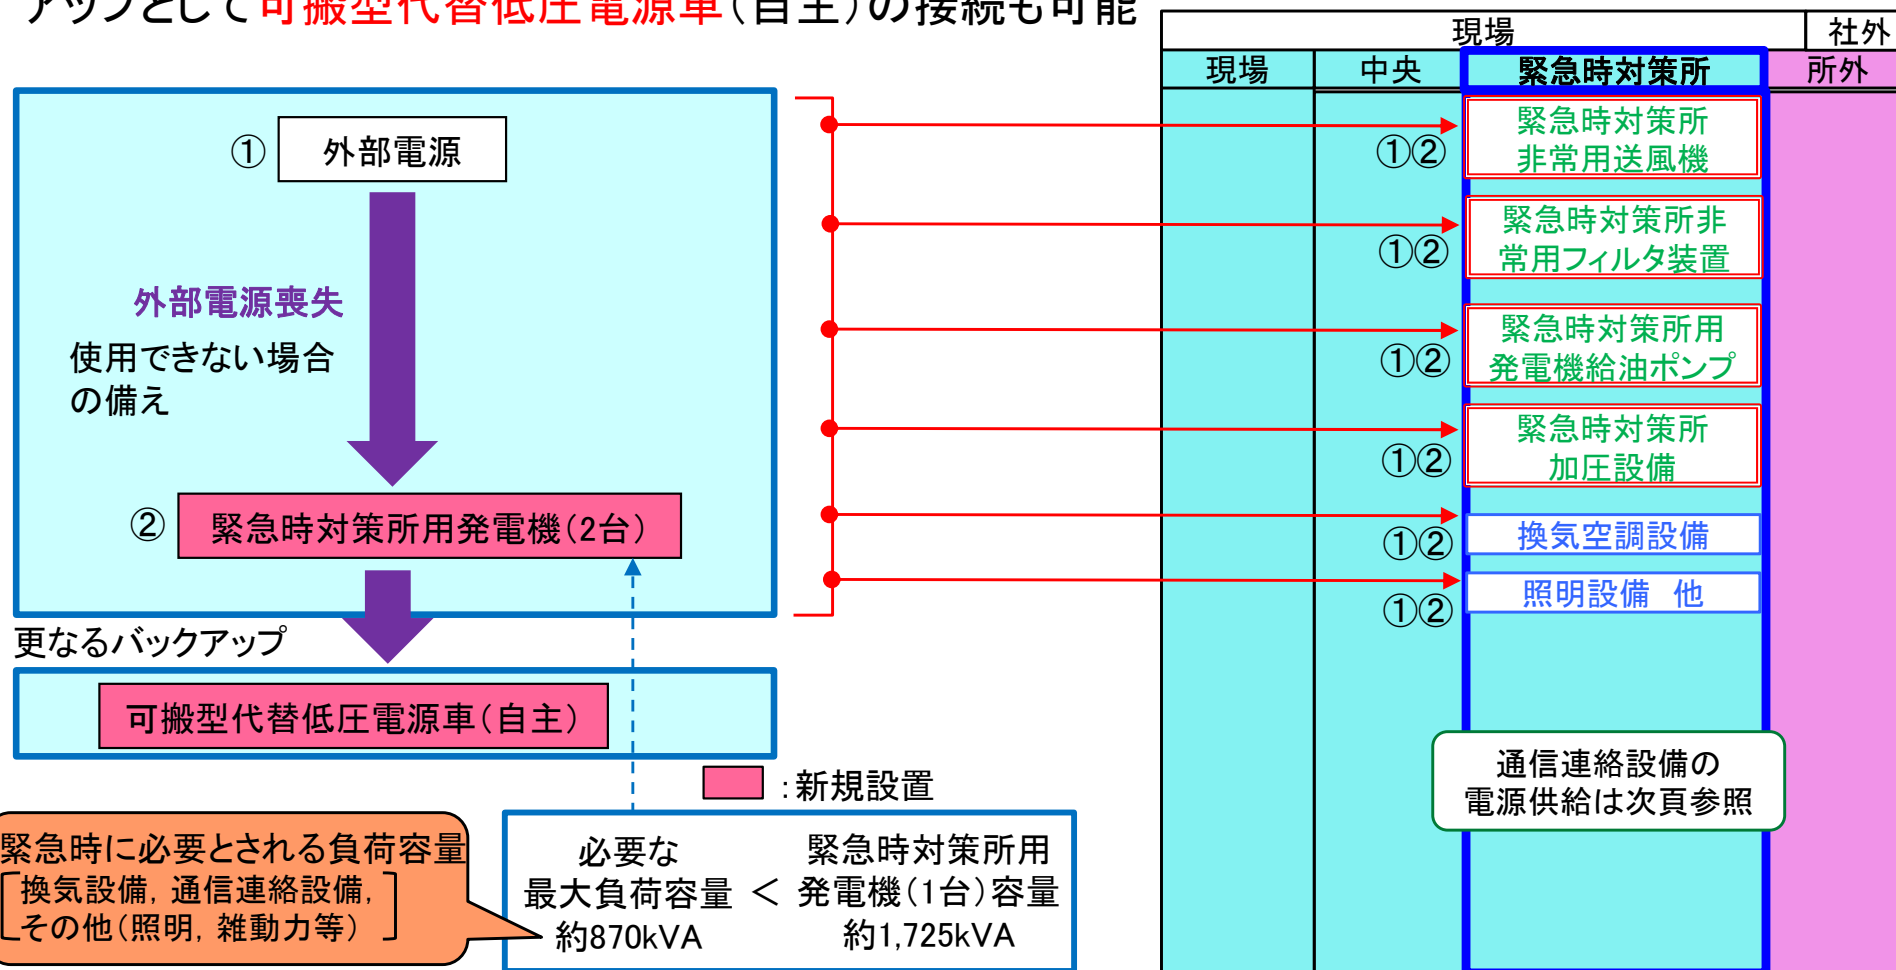 アップとして可搬型代替低圧電源車（自主）の接続も可能
現場
社外
現場
中央
緊急時対策所
所外
① 外部電源
外部電源喪失
使用できない場合
の備え
② 緊急時対策所用発電機（2台）
更なるバックアップ
可搬型代替低圧電源車（自主）
：新規設置
緊急時に必要とされる負荷容量
換気設備，通信連絡設備，
その他（照明，雑動力等）
必要な
最大負荷容量
約870kVA
＜
緊急時対策所用
発電機（1台）容量
約1,725kVA
①②
緊急時対策所
非常用送風機
①②
緊急時対策所非
常用フィルタ装置
①②
緊急時対策所用
発電機給油ポンプ
①②
緊急時対策所
加圧設備
①②
換気空調設備
①②
照明設備　他
通信連絡設備の
電源供給は次頁参照